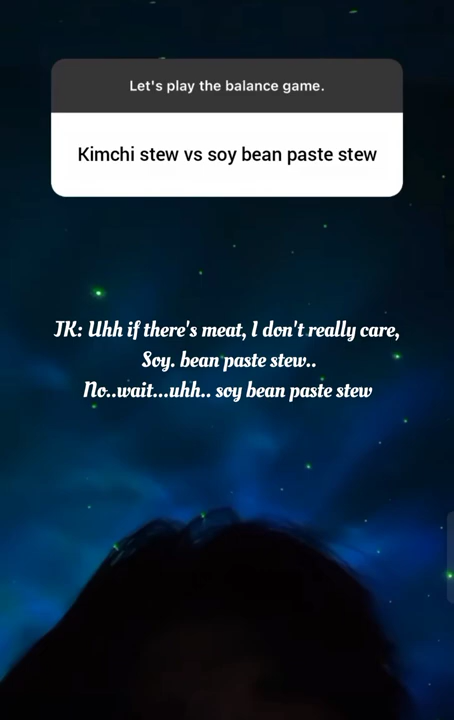 Let's play the balance game.
Kimchi stew vs soy bean paste stew
JK: Uhh if there's meat, I don't really care,
Soy. bean paste stew..
No..wait...uhh.. soy bean paste stew